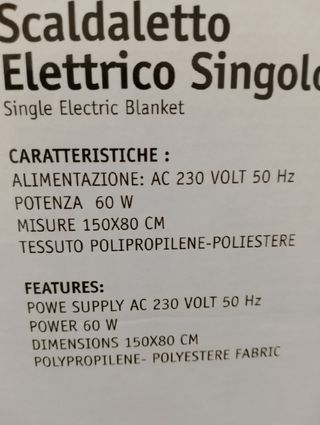 Scaldaletto
Elettrico Singolo
Single Electric Blanket
CARATTERISTICHE :
ALIMENTAZIONE: AC 230 VOLT 50 Hz
POTENZA 60 W
MISURE 150X80 CM
TESSUTO POLIPROPILENE-POLIESTERE
FEATURES:
POWE SUPPLY AC 230 VOLT 50 Hz
POWER 60 W
DIMENSIONS 150X80 CM
POLYPROPILENE- POLYESTERE FABRIC